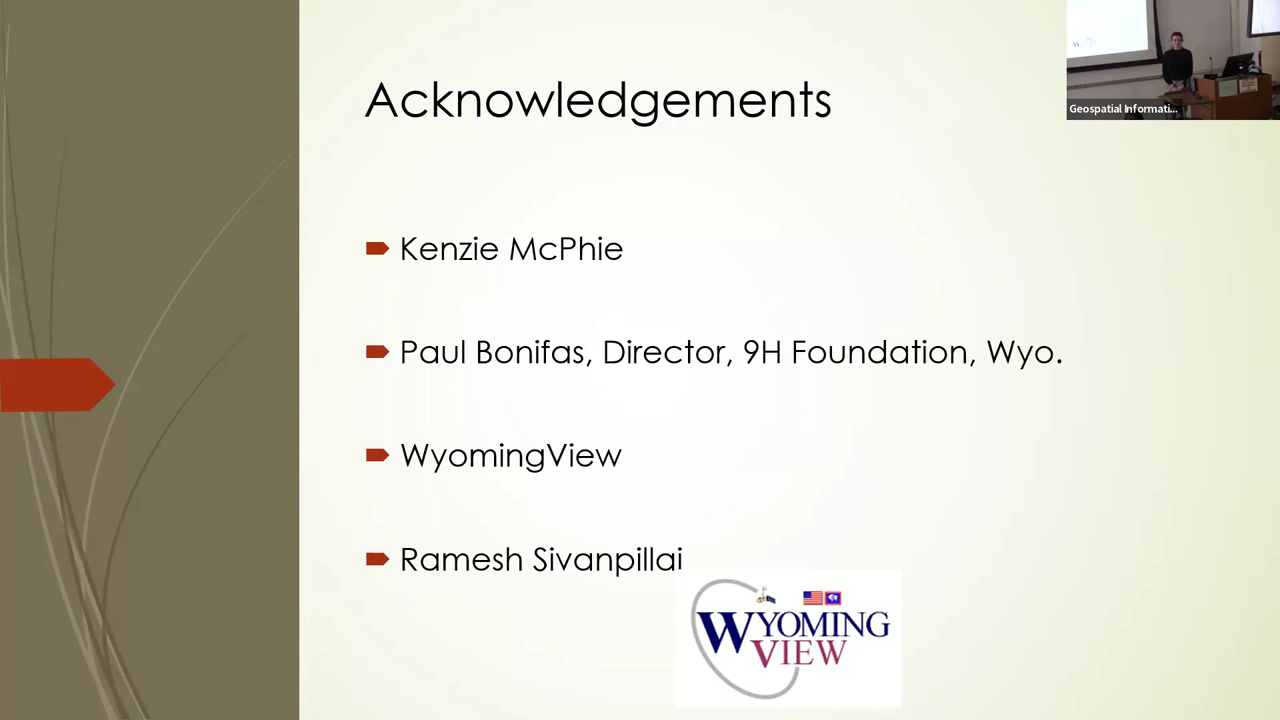 Acknowledgements
Geospatial Informati...
Kenzie McPhie
Paul Bonifas, Director, 9H Foundation, Wyo.
WyomingView
Ramesh Sivanpillai
WYOMING
VIEW